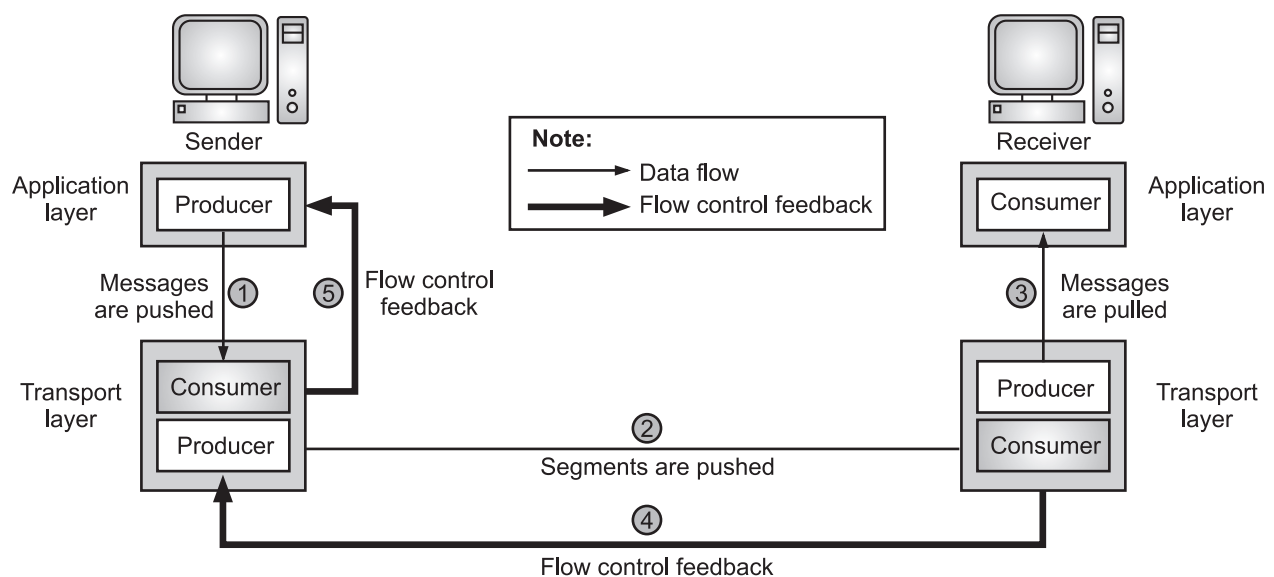 Sender
Receiver
Note:
Data flow
Flow control feedback
Application
layer
Producer
Consumer
Application
layer
Messages
are pushed
1
5
Flow control
feedback
3
Messages
are pulled
Transport
layer
Consumer
Producer
2
Segments are pushed
Producer
Consumer
Transport
layer
4
Flow control feedback